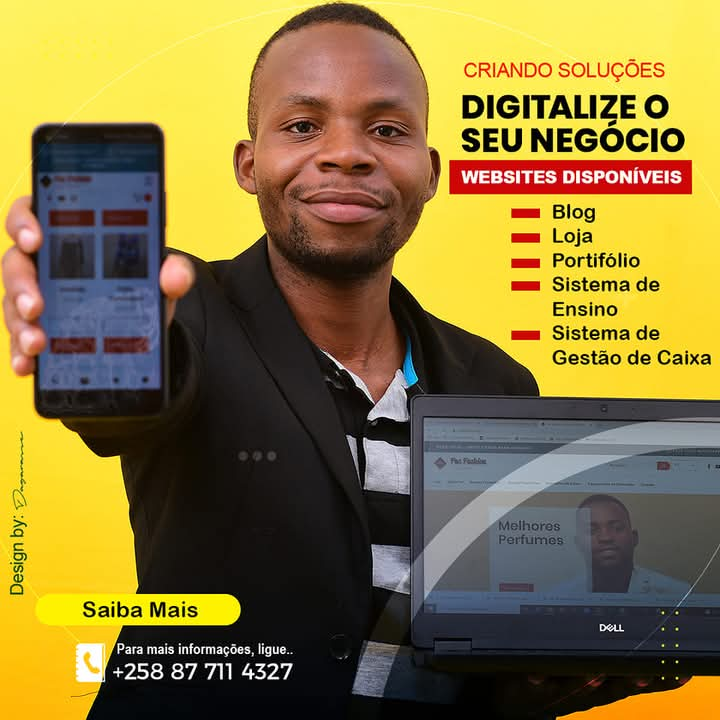 CRIANDO SOLUÇÕES
DIGITALIZE O
SEU NEGÓCIO
WEBSITES DISPONÍVEIS
Blog
Loja
Portifólio
Sistema de
Ensino
Sistema de
Gestão de Caixa
Melhores
Perfumes
DELL
Design by:
Saiba Mais
Para mais informações, ligue..
+258 87 711 4327